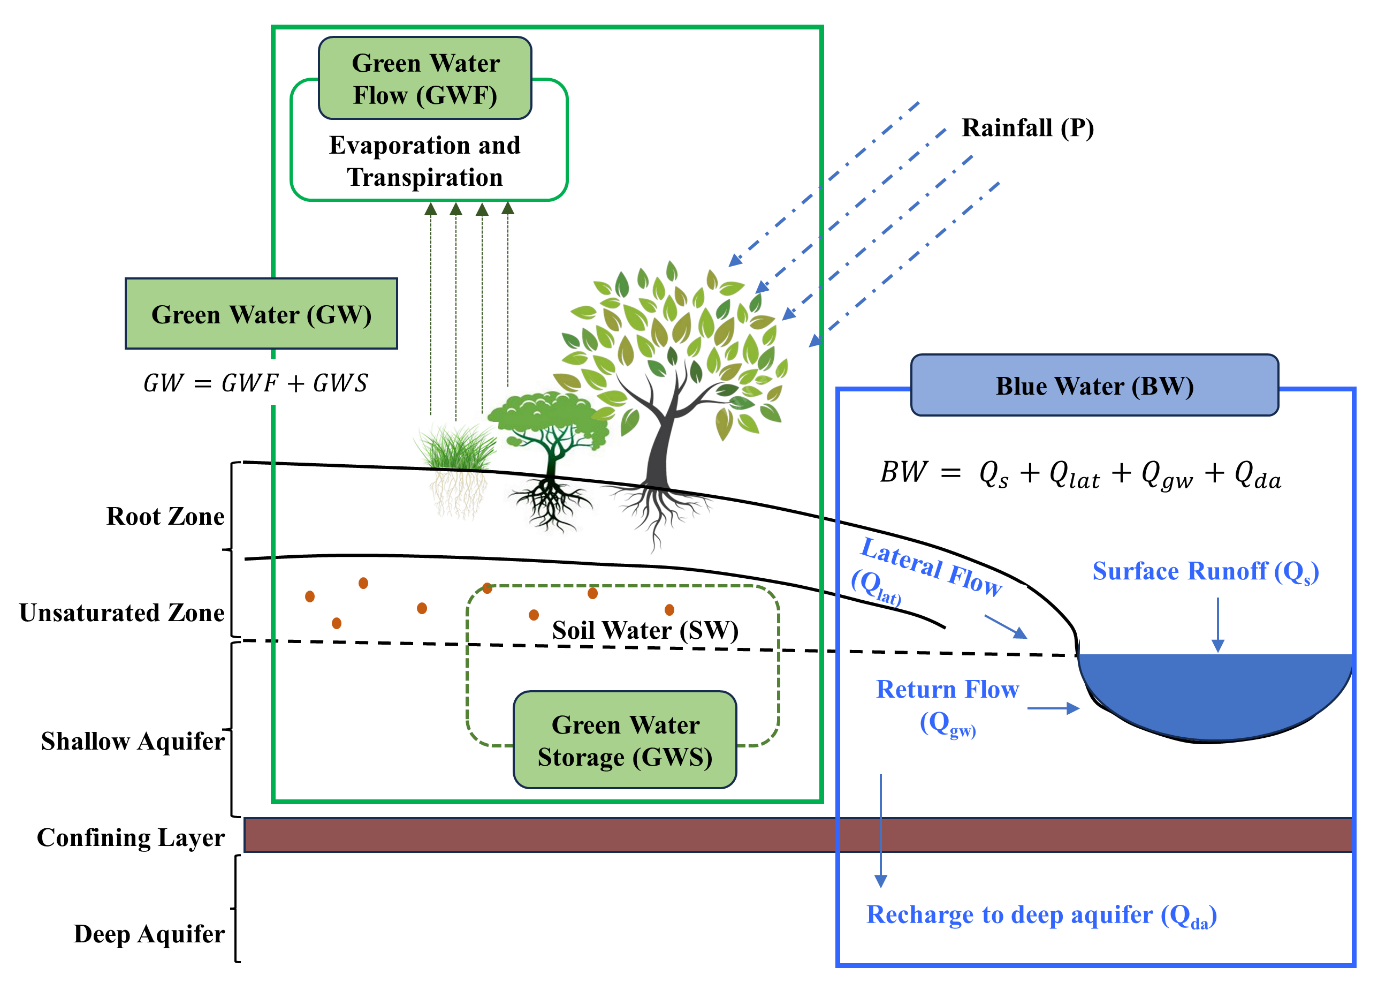 Green Water
Flow (GWF)
Evaporation and
Transpiration
Rainfall (P)
Green Water (GW)
GW = GWF + GWS
Blue Water (BW)
BW = Qs + Qlat + Qgw + Qda
Root Zone
Lateral Flow
(Qlat)
Surface Runoff (Qs)
Unsaturated Zone
Soil Water (SW)
Return Flow
(Qgw)
Green Water
Storage (GWS)
Shallow Aquifer
Confining Layer
Recharge to deep aquifer (Qda)
Deep Aquifer